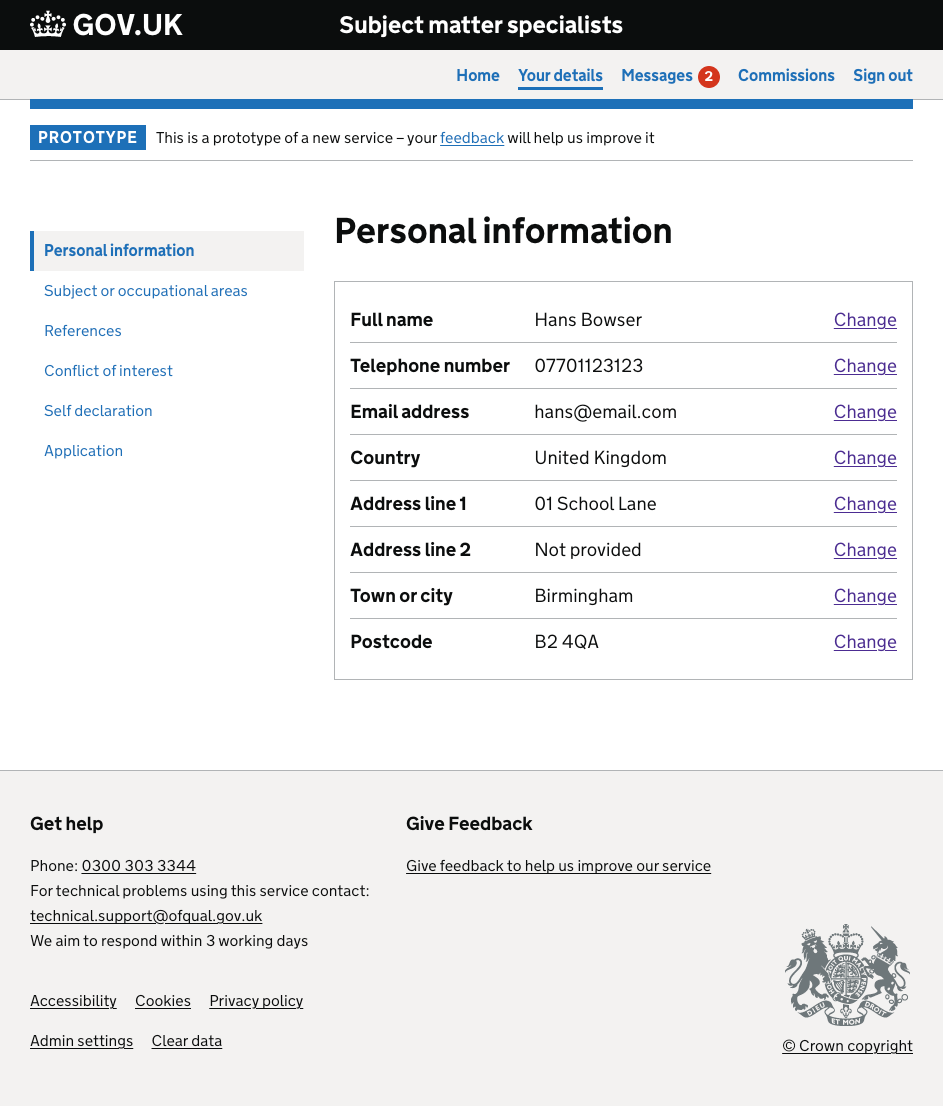 GOV.UK Subject matter specialists
Home Your details Messages 2 Commissions Sign out
PROTOTYPE This is a prototype of a new service – your feedback will help us improve it
Personal information
Subject or occupational areas
References
Conflict of interest
Self declaration
Application
Personal information
Full name Hans Bowser Change
Telephone number 07701123123 Change
Email address hans@email.com Change
Country United Kingdom Change
Address line 1 01 School Lane Change
Address line 2 Not provided Change
Town or city Birmingham Change
Postcode B2 4QA Change
Get help
Phone: 0300 303 3344
For technical problems using this service contact:
technical.support@ofqual.gov.uk
We aim to respond within 3 working days
Give Feedback
Give feedback to help us improve our service
Accessibility Cookies Privacy policy
Admin settings Clear data
DIEU ET MON DROIT
© Crown copyright